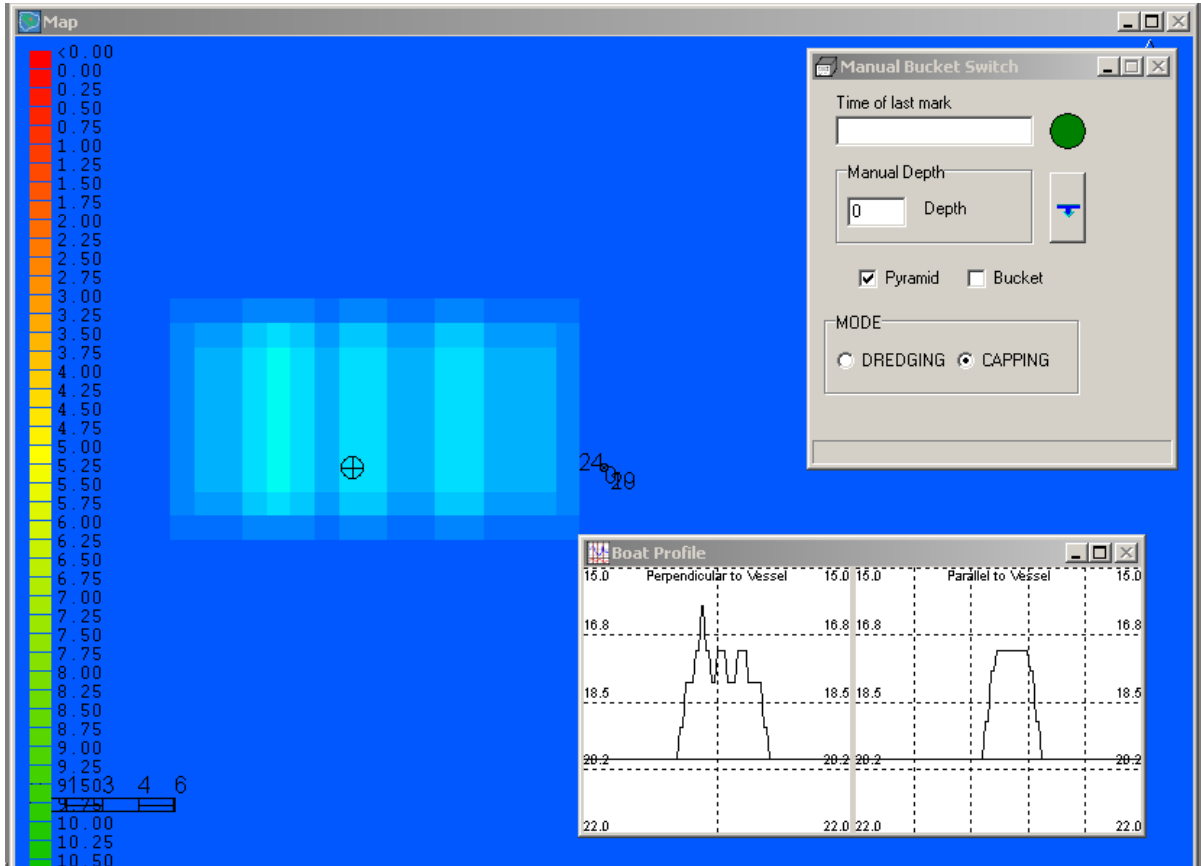 Map
<0.00
0.00
0.25
0.50
0.75
1.00
1.25
1.50
1.75
2.00
2.25
2.50
2.75
3.00
3.25
3.50
3.75
4.00
4.25
4.50
4.75
5.00
5.25
5.50
5.75
6.00
6.25
6.50
6.75
7.00
7.25
7.50
7.75
8.00
8.25
8.50
8.75
9.00
9.25
3 4 6
10.00
10.25
10.50
24
Manual Bucket Switch
Time of last mark
Manual Depth
0 Depth
Pyramid Bucket
MODE
DREDGING CAPPING
Boat Profile
15.0 Perpendicular to Vessel 15.0 15.0 Parallel to Vessel 15.0
16.8 16.8 16.8 16.8
18.5 18.5 18.5 18.5
20.2 20.2 20.2 20.2
22.0 22.0 22.0 22.0